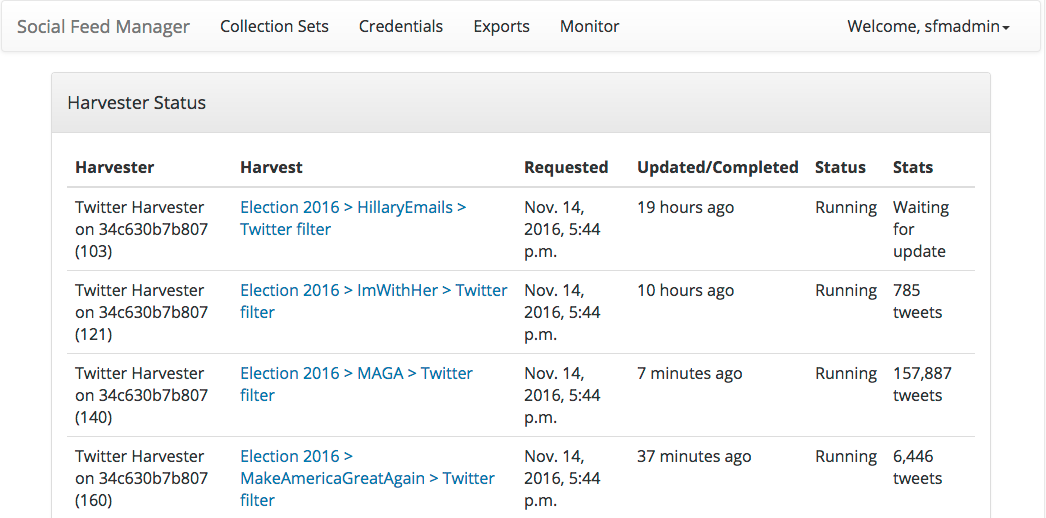 Social Feed Manager Collection Sets Credentials Exports Monitor Welcome, sfmadmin
Harvester Status
Harvester Harvest Requested Updated/Completed Status Stats
Twitter Harvester Election 2016 > HillaryEmails > Nov. 14, 19 hours ago Running Waiting
on 34c630b7b807 Twitter filter 2016, 5:44 for
(103) p.m. update
Twitter Harvester Election 2016 > ImWithHer > Twitter Nov. 14, 10 hours ago Running 785
on 34c630b7b807 filter 2016, 5:44 tweets
(121) p.m.
Twitter Harvester Election 2016 > MAGA > Twitter Nov. 14, 7 minutes ago Running 157,887
on 34c630b7b807 filter 2016, 5:44 tweets
(140) p.m.
Twitter Harvester Election 2016 > Nov. 14, 37 minutes ago Running 6,446
on 34c630b7b807 MakeAmericaGreatAgain > Twitter 2016, 5:44 tweets
(160) filter p.m.